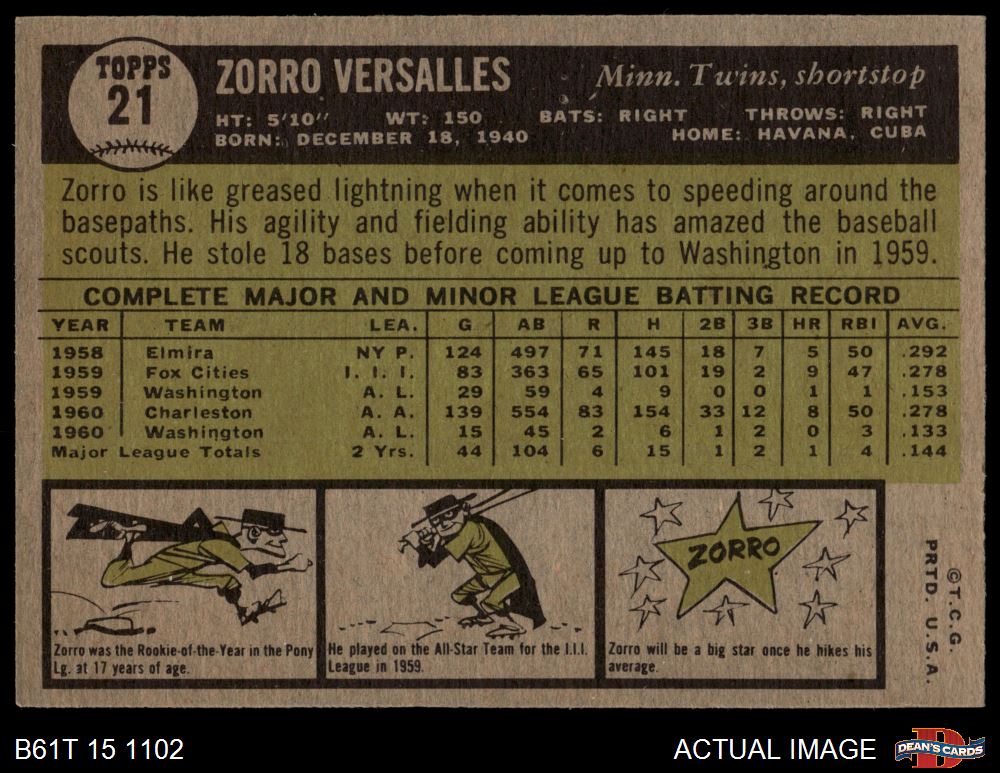 TOPPS
21
ZORRO VERSALLES
Minn. Twins, shortstop
HT: 5'10" WT: 150 BATS: RIGHT THROWS: RIGHT
BORN: DECEMBER 18, 1940 HOME: HAVANA, CUBA
Zorro is like greased lightning when it comes to speeding around the
basepaths. His agility and fielding ability has amazed the baseball
scouts. He stole 18 bases before coming up to Washington in 1959.
COMPLETE MAJOR AND MINOR LEAGUE BATTING RECORD
YEAR TEAM LEA. G AB R H 2B 3B HR RBI AVG.
1958 Elmira NY P. 124 497 71 145 18 7 5 50 .292
1959 Fox Cities I. I. I. 83 363 65 101 19 2 9 47 .278
1959 Washington A. L. 29 59 4 9 0 0 1 1 .153
1960 Charleston A. A. 139 554 83 154 33 12 8 50 .278
1960 Washington A. L. 15 45 2 6 1 2 0 3 .133
Major League Totals 2 Yrs. 44 104 6 15 1 2 1 4 .144
Zorro was the Rookie-of-the-Year in the Pony
Lg. at 17 years of age.
He played on the All-Star Team for the I.I.I.
League in 1959.
ZORRO
Zorro will be a big star once he hikes his
average.
©T.C.G.
PRTD. U.S.A.
B61T 15 1102
ACTUAL IMAGE
D
DEAN'S CARDS